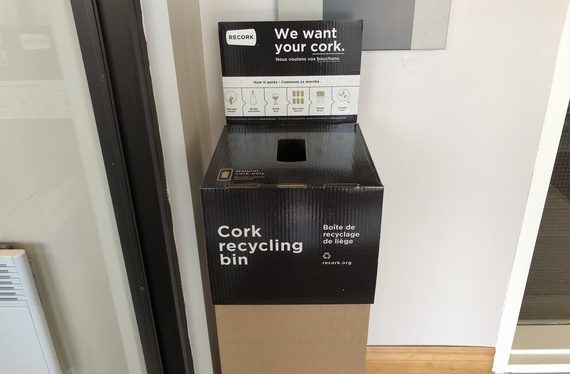 RECORK
We want
your cork.
Nous voulons vos bouchons.
How it works / Comment ça marche
Natural
cork only
Cork
recycling
bin
Boîte de
recyclage
de liège
recork.org